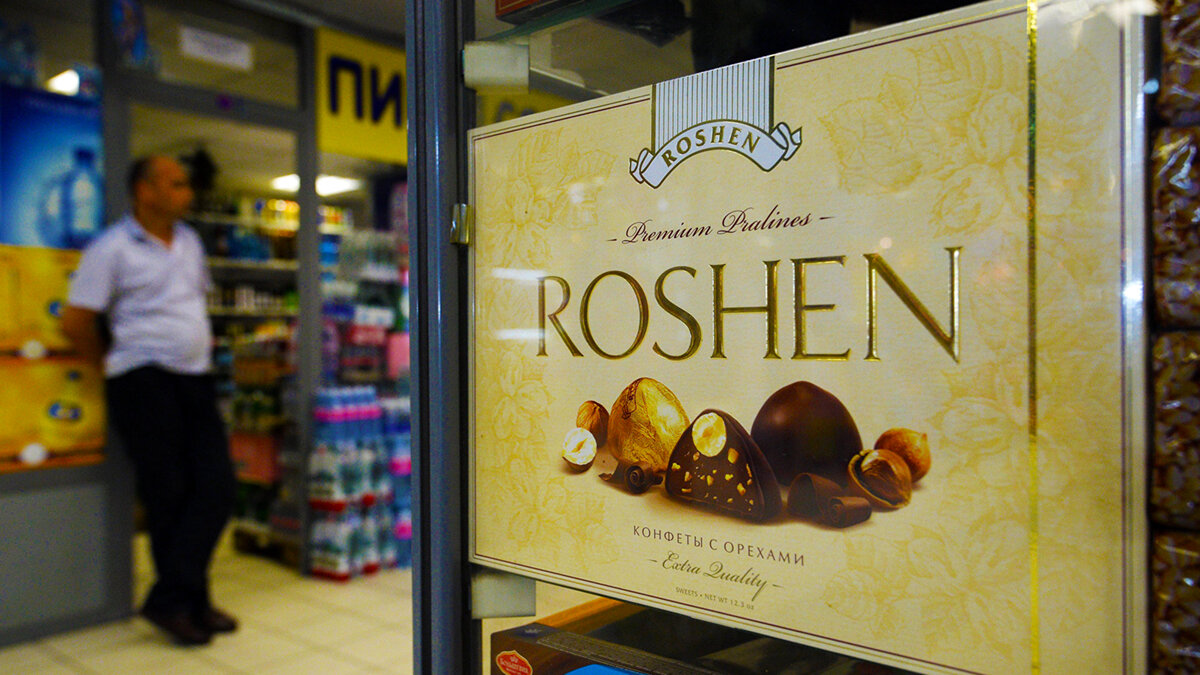 ПИ
ROSHEN
Premium Pralines
ROSHEN
КОНФЕТЫ С ОРЕХАМИ
Extra Quality
SWEETS • NET WT 12.3 oz